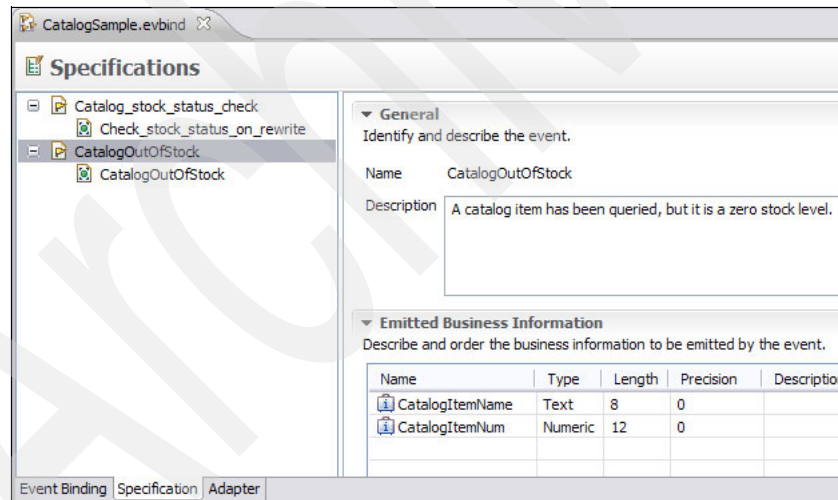 CatalogSample.evbind
Specifications
Catalog_stock_status_check
Check_stock_status_on_rewrite
CatalogOutOfStock
CatalogOutOfStock
General
Identify and describe the event.
Name CatalogOutOfStock
Description A catalog item has been queried, but it is a zero stock level.
Emitted Business Information
Describe and order the business information to be emitted by the event.
Name Type Length Precision Descriptio
CatalogItemName Text 8 0
CatalogItemNum Numeric 12 0
Event Binding Specification Adapter